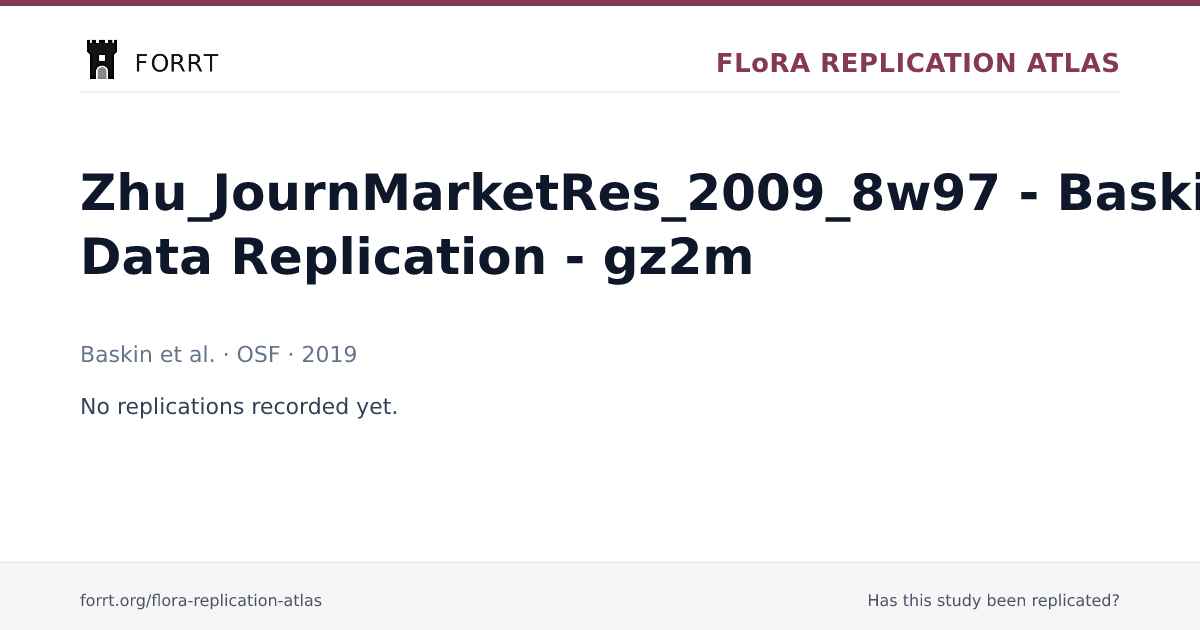 FORRT
FLoRA REPLICATION ATLAS
Zhu_JournMarketRes_2009_8w97 - Baski
Data Replication - gz2m
Baskin et al. · OSF · 2019
No replications recorded yet.
forrt.org/flora-replication-atlas
Has this study been replicated?